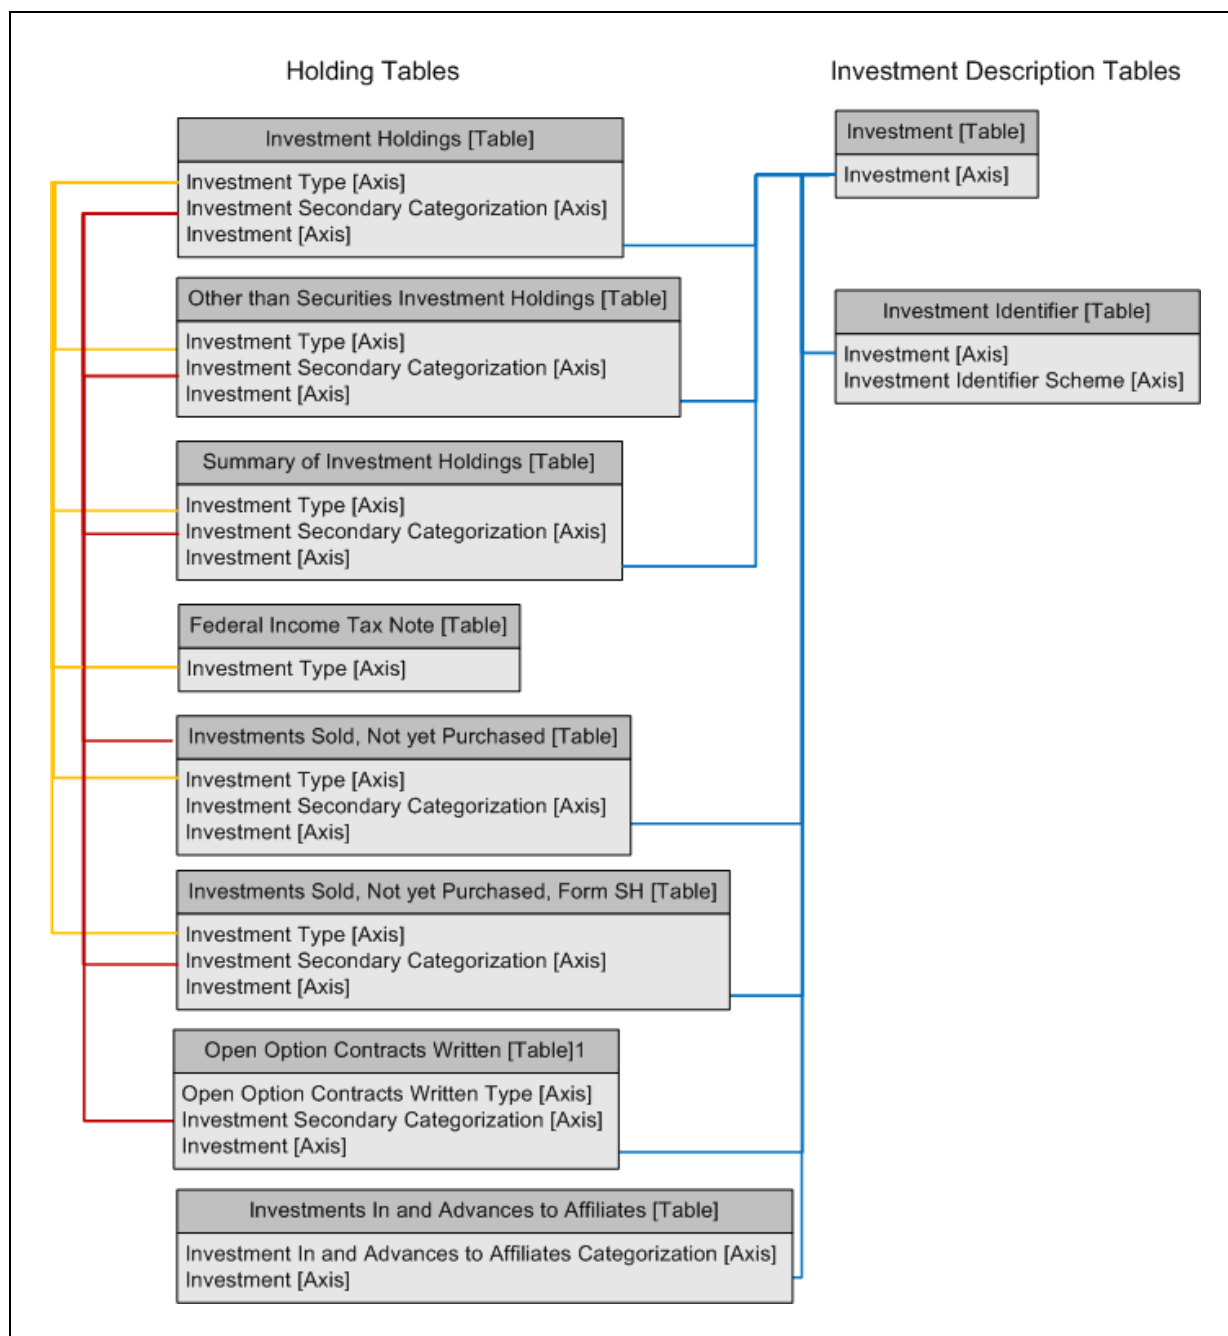 Holding Tables
Investment Description Tables
Investment Holdings [Table]
Investment Type [Axis]
Investment Secondary Categorization [Axis]
Investment [Axis]
Other than Securities Investment Holdings [Table]
Investment Type [Axis]
Investment Secondary Categorization [Axis]
Investment [Axis]
Summary of Investment Holdings [Table]
Investment Type [Axis]
Investment Secondary Categorization [Axis]
Investment [Axis]
Federal Income Tax Note [Table]
Investment Type [Axis]
Investments Sold, Not yet Purchased [Table]
Investment Type [Axis]
Investment Secondary Categorization [Axis]
Investment [Axis]
Investments Sold, Not yet Purchased, Form SH [Table]
Investment Type [Axis]
Investment Secondary Categorization [Axis]
Investment [Axis]
Open Option Contracts Written [Table]1
Open Option Contracts Written Type [Axis]
Investment Secondary Categorization [Axis]
Investment [Axis]
Investments In and Advances to Affiliates [Table]
Investment In and Advances to Affiliates Categorization [Axis]
Investment [Axis]
Investment [Table]
Investment [Axis]
Investment Identifier [Table]
Investment [Axis]
Investment Identifier Scheme [Axis]